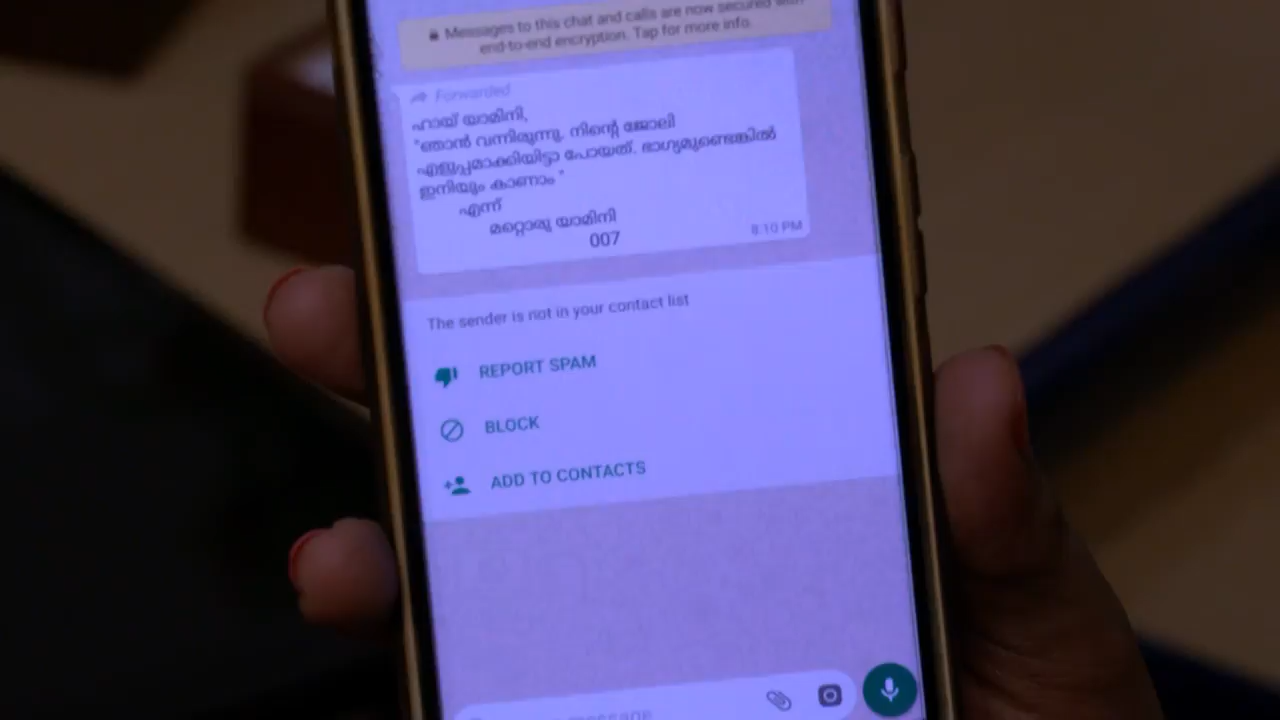 Messages to this chat and calls are now secured with
end-to-end encryption. Tap for more info.
Forwarded
ഹായ് യാമിനി,
"ഞാൻ വന്നിരുന്നു. നിന്റെ ജോലി
എളുപ്പമാക്കിയിട്ടാ പോയത്. ഭാഗ്യമുണ്ടെങ്കിൽ
ഇനിയും കാണാം "
എന്ന്
മറ്റൊരു യാമിനി
007
8:10 PM
The sender is not in your contact list
REPORT SPAM
BLOCK
ADD TO CONTACTS
message